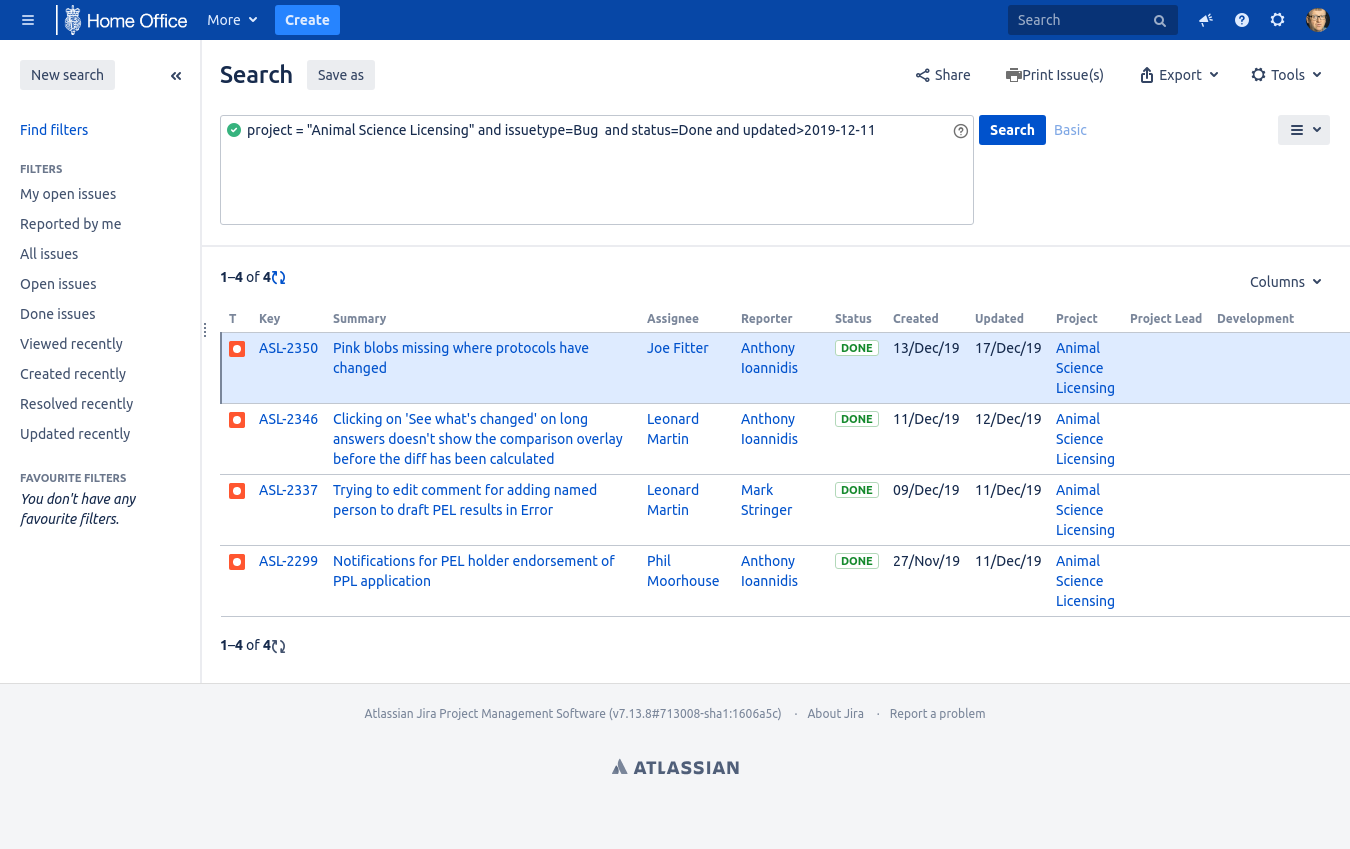 Home Office More Create Search
New search
Search Save as Share Print Issue(s) Export Tools
project = "Animal Science Licensing" and issuetype=Bug  and status=Done and updated>2019-12-11 Search Basic
Find filters
FILTERS
My open issues
Reported by me
All issues
Open issues
Done issues
Viewed recently
Created recently
Resolved recently
Updated recently
FAVOURITE FILTERS
You don't have any
favourite filters.
1–4 of 4
Columns
T Key Summary Assignee Reporter Status Created Updated Project Project Lead Development
ASL-2350 Pink blobs missing where protocols have Joe Fitter Anthony DONE 13/Dec/19 17/Dec/19 Animal
changed Ioannidis Science
Licensing
ASL-2346 Clicking on 'See what's changed' on long Leonard Anthony DONE 11/Dec/19 12/Dec/19 Animal
answers doesn't show the comparison overlay Martin Ioannidis Science
before the diff has been calculated Licensing
ASL-2337 Trying to edit comment for adding named Leonard Mark DONE 09/Dec/19 11/Dec/19 Animal
person to draft PEL results in Error Martin Stringer Science
Licensing
ASL-2299 Notifications for PEL holder endorsement of Phil Anthony DONE 27/Nov/19 11/Dec/19 Animal
PPL application Moorhouse Ioannidis Science
Licensing
1–4 of 4
Atlassian Jira Project Management Software (v7.13.8#713008-sha1:1606a5c) · About Jira · Report a problem
ATLASSIAN